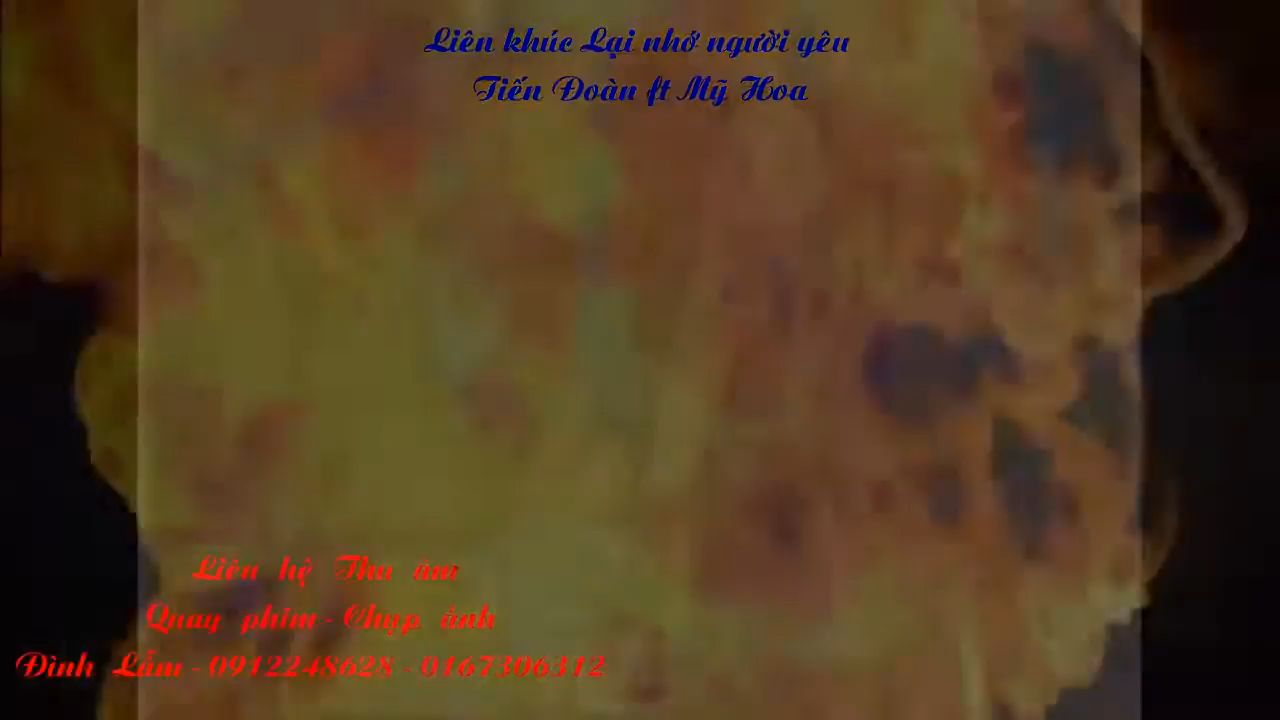 Liên khúc Lại nhớ người yêu
Tiến Đoàn ft Mỹ Hoa
Liên hệ Thu âm
Quay phim - Chụp ảnh
Đình Lẫm - 0912248628 - 0167306312